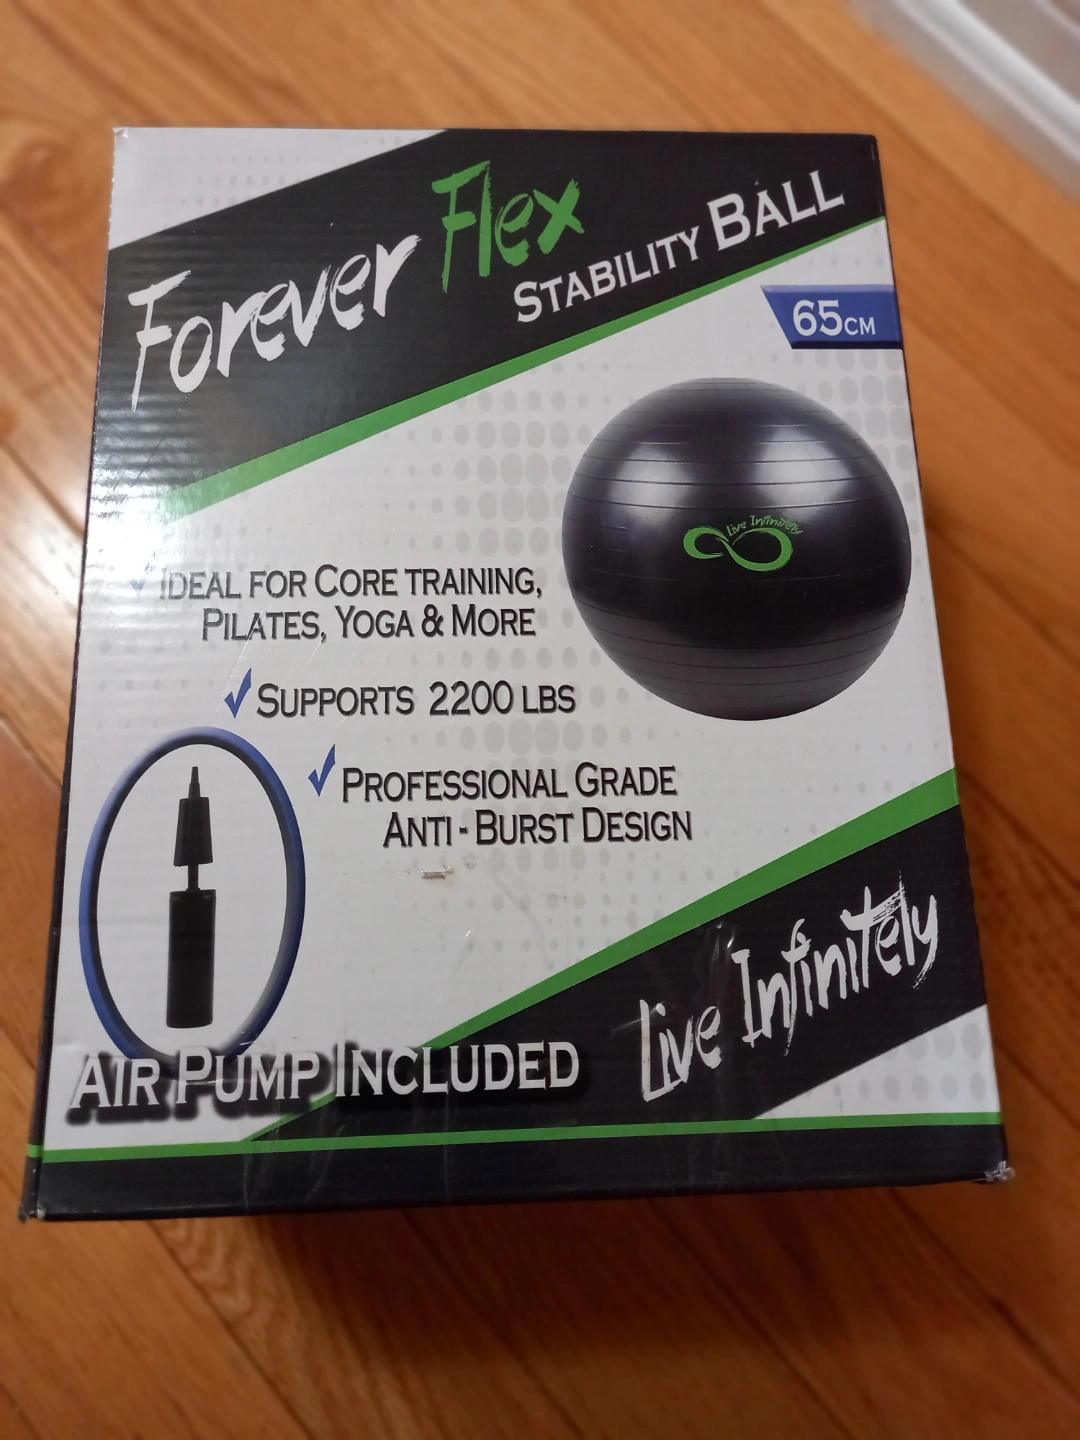 Forever Flex
STABILITY BALL
65CM
Live Infinitely
IDEAL FOR CORE TRAINING,
PILATES, YOGA & MORE
SUPPORTS 2200 LBS
PROFESSIONAL GRADE
ANTI - BURST DESIGN
Live Infinitely
AIR PUMP INCLUDED